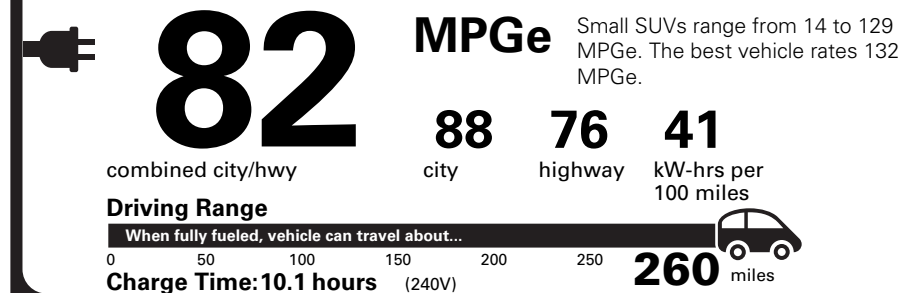 82 MPGe
Small SUVs range from 14 to 129
MPGe. The best vehicle rates 132
MPGe.
88 76 41
combined city/hwy city highway kW-hrs per
100 miles
Driving Range
When fully fueled, vehicle can travel about...
0 50 100 150 200 250 260 miles
Charge Time: 10.1 hours (240V)